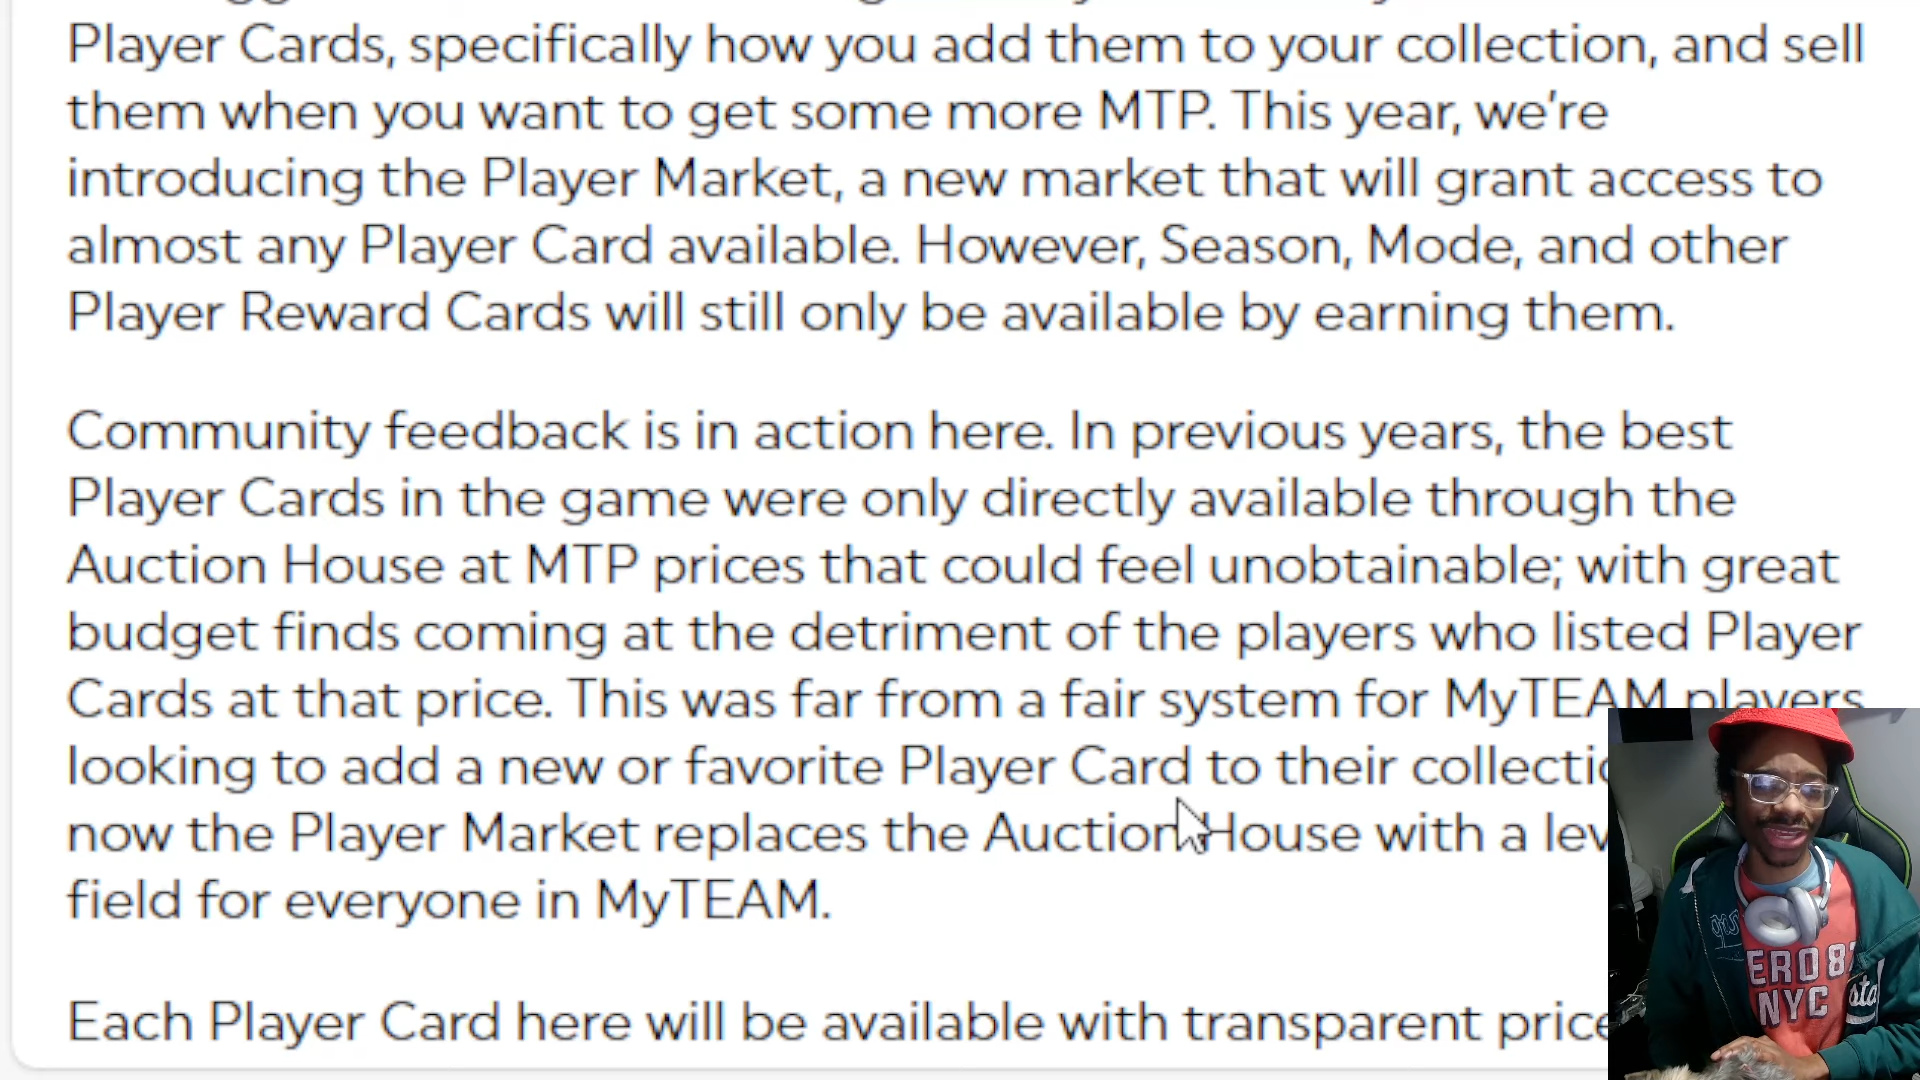 Player Cards, specifically how you add them to your collection, and sell
them when you want to get some more MTP. This year, we're
introducing the Player Market, a new market that will grant access to
almost any Player Card available. However, Season, Mode, and other
Player Reward Cards will still only be available by earning them.
Community feedback is in action here. In previous years, the best
Player Cards in the game were only directly available through the
Auction House at MTP prices that could feel unobtainable; with great
budget finds coming at the detriment of the players who listed Player
Cards at that price. This was far from a fair system for MyTEAM players
looking to add a new or favorite Player Card to their collectio
now the Player Market replaces the Auction House with a lev
field for everyone in MyTEAM.
Each Player Card here will be available with transparent price
ERO 8
NYC